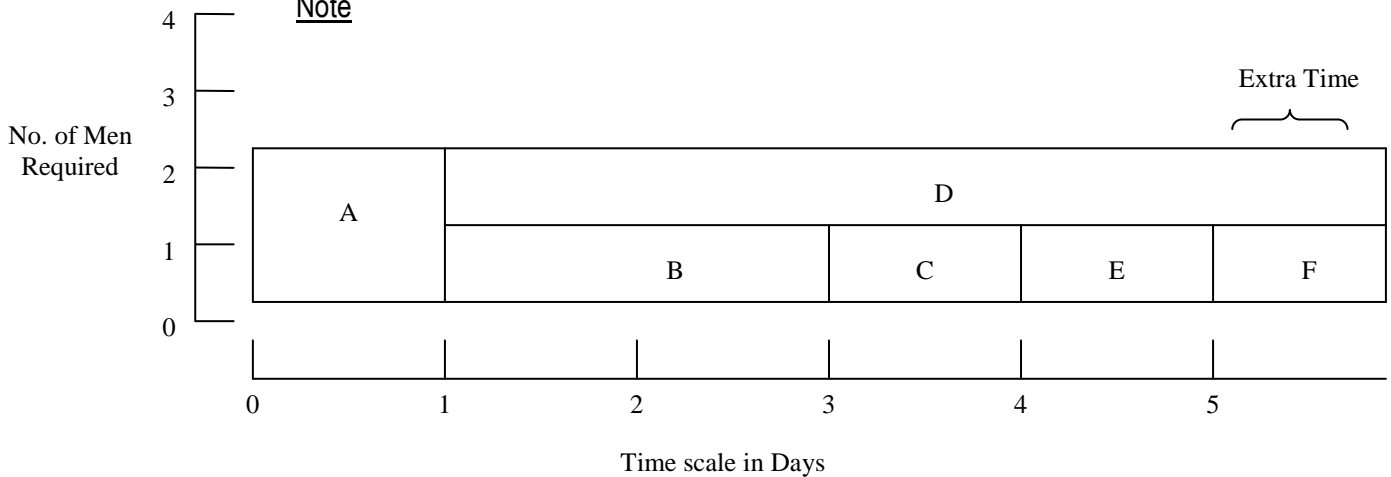 Note
4
3
2
1
0
No. of Men
Required
Extra Time
A
D
B
C
E
F
0
1
2
3
4
5
Time scale in Days